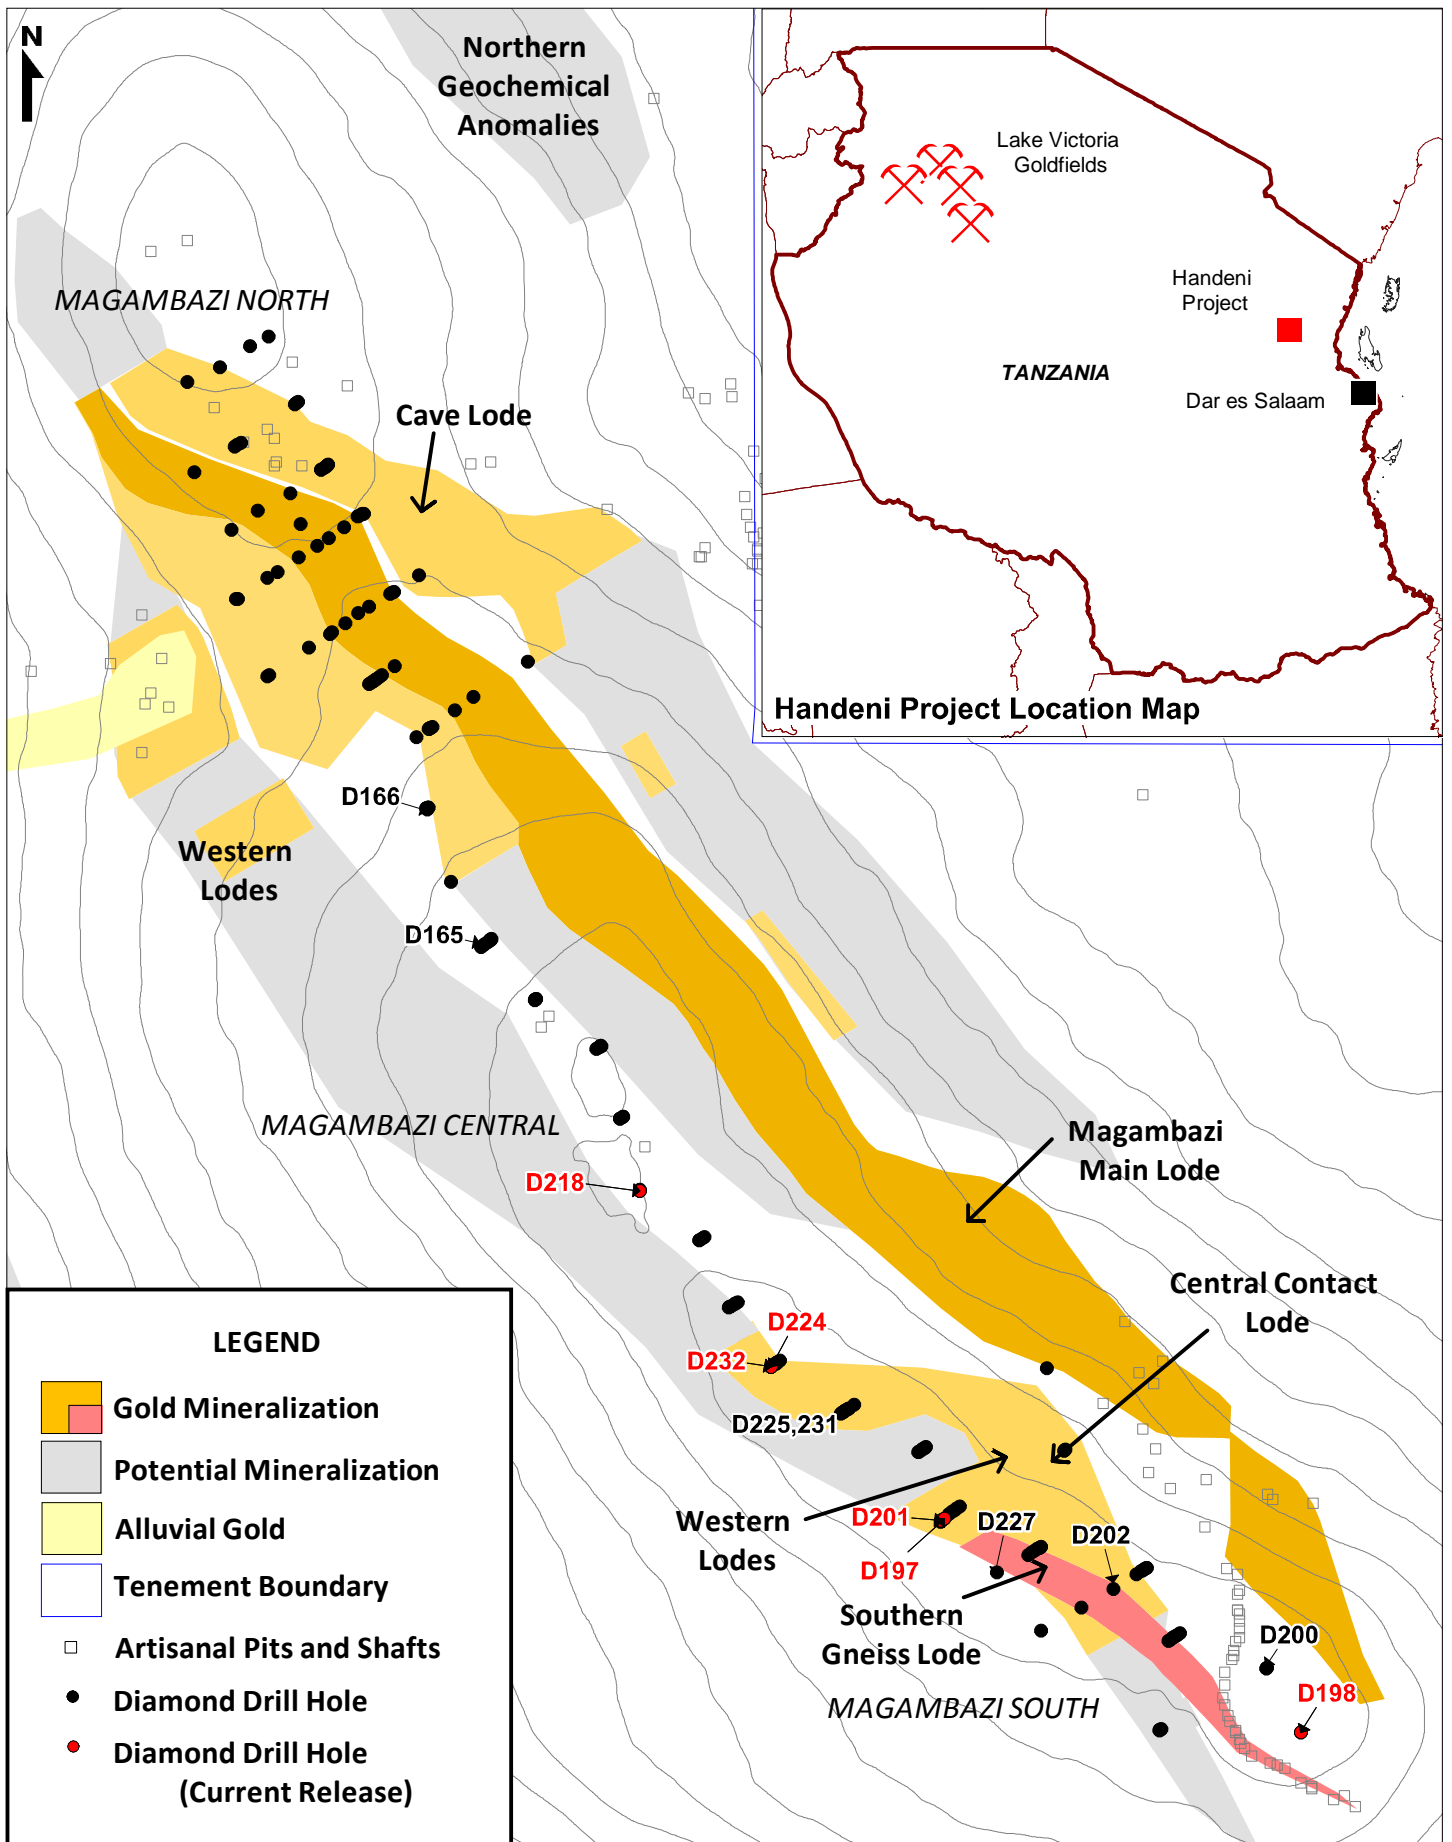 N
Northern
Geochemical
Anomalies
Lake Victoria
Goldfields
Handeni
Project
TANZANIA
Dar es Salaam
Handeni Project Location Map
MAGAMBAZI NORTH
Cave Lode
D166
Western
Lodes
D165
MAGAMBAZI CENTRAL
Magambazi
Main Lode
D218
Central Contact
Lode
D224
D232
D225,231
Western
Lodes
D201
D197
D227
D202
Southern
Gneiss Lode
D200
D198
MAGAMBAZI SOUTH
LEGEND
Gold Mineralization
Potential Mineralization
Alluvial Gold
Tenement Boundary
Artisanal Pits and Shafts
Diamond Drill Hole
Diamond Drill Hole
(Current Release)